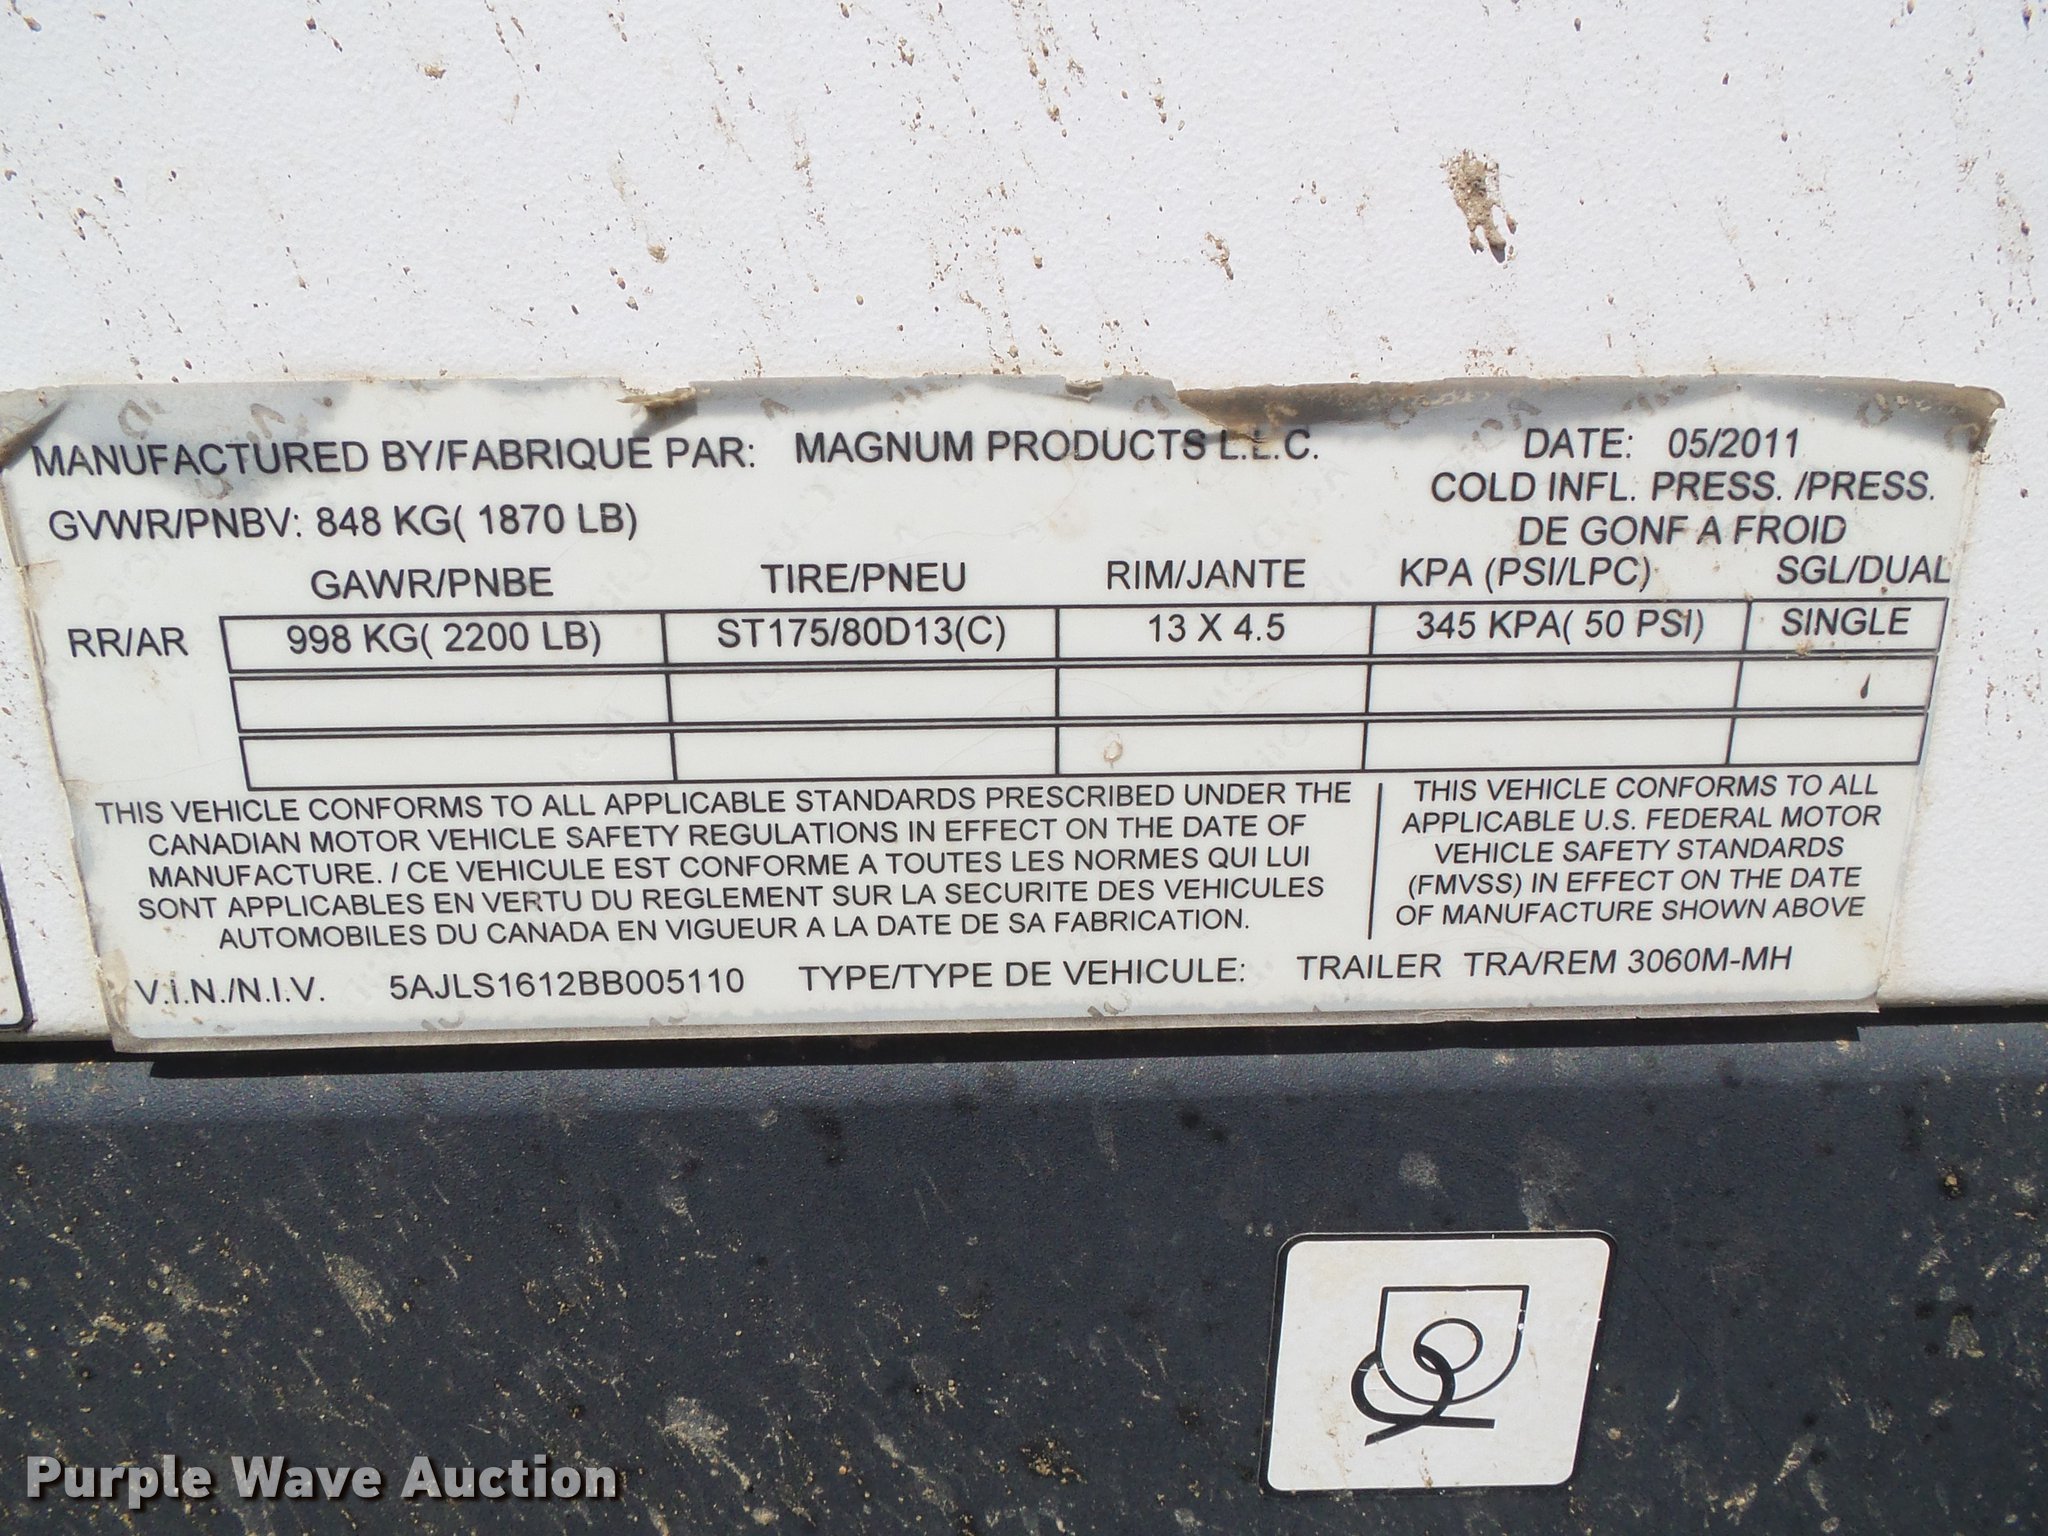 MANUFACTURED BY/FABRIQUE PAR: MAGNUM PRODUCTS L.L.C. DATE: 05/2011
GVWR/PNBV: 848 KG( 1870 LB) COLD INFL. PRESS. /PRESS.
DE GONF A FROID
GAWR/PNBE TIRE/PNEU RIM/JANTE KPA (PSI/LPC) SGL/DUAL
RR/AR 998 KG( 2200 LB) ST175/80D13(C) 13 X 4.5 345 KPA( 50 PSI) SINGLE
THIS VEHICLE CONFORMS TO ALL APPLICABLE STANDARDS PRESCRIBED UNDER THE
CANADIAN MOTOR VEHICLE SAFETY REGULATIONS IN EFFECT ON THE DATE OF
MANUFACTURE. / CE VEHICULE EST CONFORME A TOUTES LES NORMES QUI LUI
SONT APPLICABLES EN VERTU DU REGLEMENT SUR LA SECURITE DES VEHICULES
AUTOMOBILES DU CANADA EN VIGUEUR A LA DATE DE SA FABRICATION.
THIS VEHICLE CONFORMS TO ALL
APPLICABLE U.S. FEDERAL MOTOR
VEHICLE SAFETY STANDARDS
(FMVSS) IN EFFECT ON THE DATE
OF MANUFACTURE SHOWN ABOVE
V.I.N./N.I.V. 5AJLS1612BB005110 TYPE/TYPE DE VEHICULE: TRAILER TRA/REM 3060M-MH
Purple Wave Auction